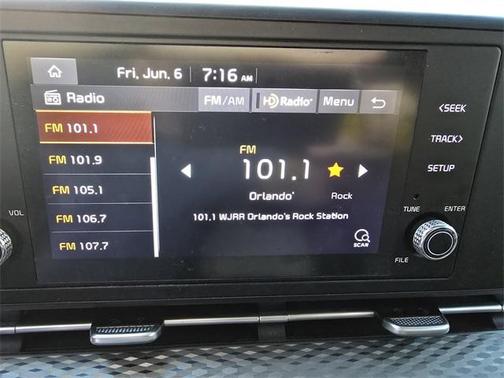 Fri, Jun. 6 7:16 AM
Radio FM/AM HD Radio Menu
FM 101.1
FM 101.9
FM 105.1
FM 106.7
FM 107.7
FM
101.1
Orlando'
Rock
101.1 WJRR Orlando's Rock Station
SCAN
VOL
<SEEK
TRACK>
SETUP
TUNE ENTER
FILE